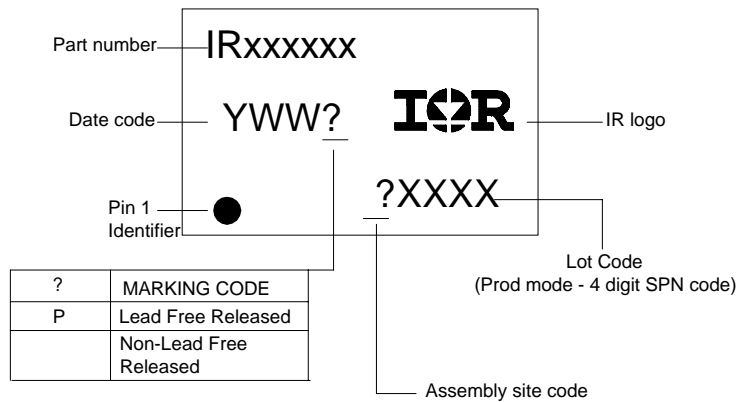 Part number
IRxxxxxx
Date code
YWW?
IOR
IR logo
?XXXX
Pin 1
Identifier
Lot Code
(Prod mode - 4 digit SPN code)
? MARKING CODE
P Lead Free Released
Non-Lead Free
Released
Assembly site code